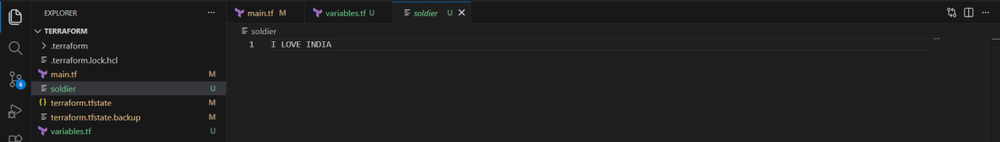 EXPLORER
TERRAFORM
.terraform
.terraform.lock.hcl
main.tf M
soldier U
terraform.tfstate M
terraform.tfstate.backup M
variables.tf U
6
main.tf M
variables.tf U
soldier U
soldier
1 I LOVE INDIA